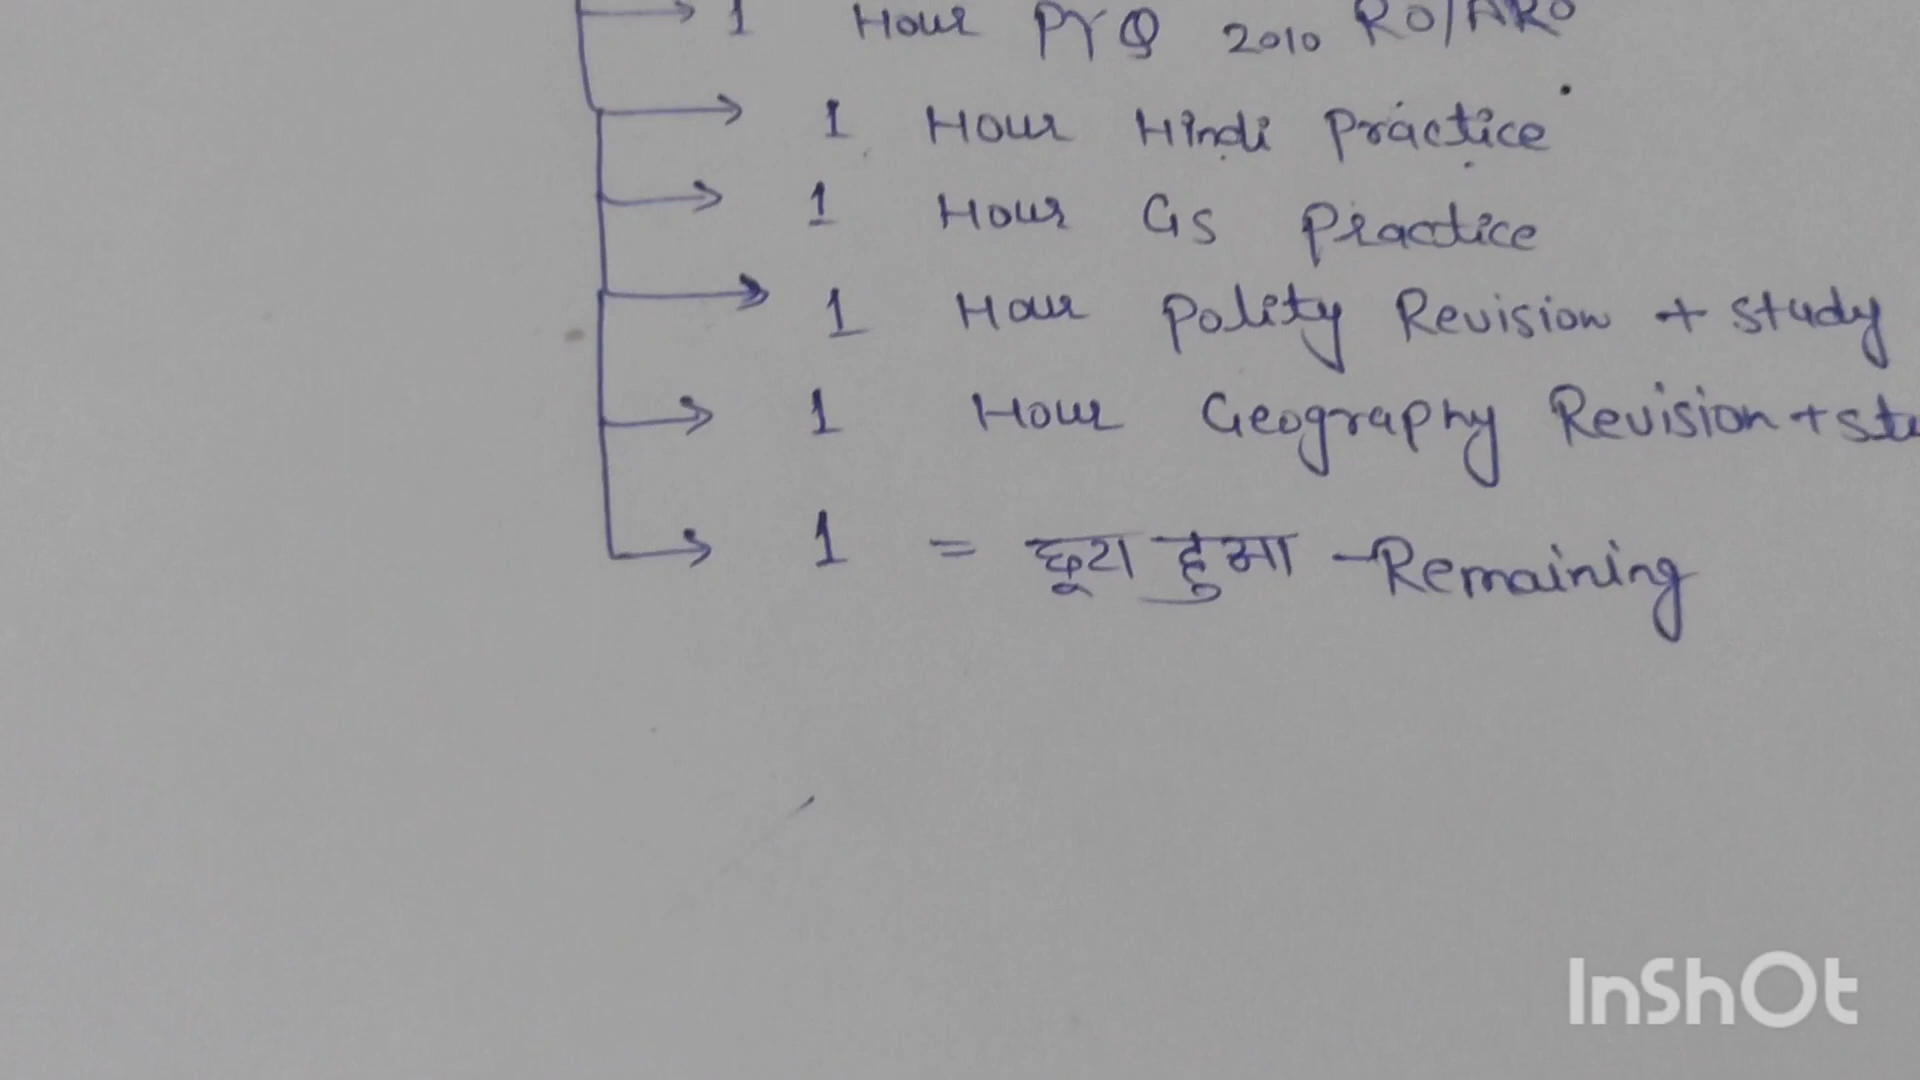 1 Hour PYQ 2010 RO/ARO
1 Hour Hindi Practice
1 Hour GS Practice
1 Hour Polity Revision + study
1 Hour Geography Revision + stu
1 = छूटा हुआ - Remaining
InShOt